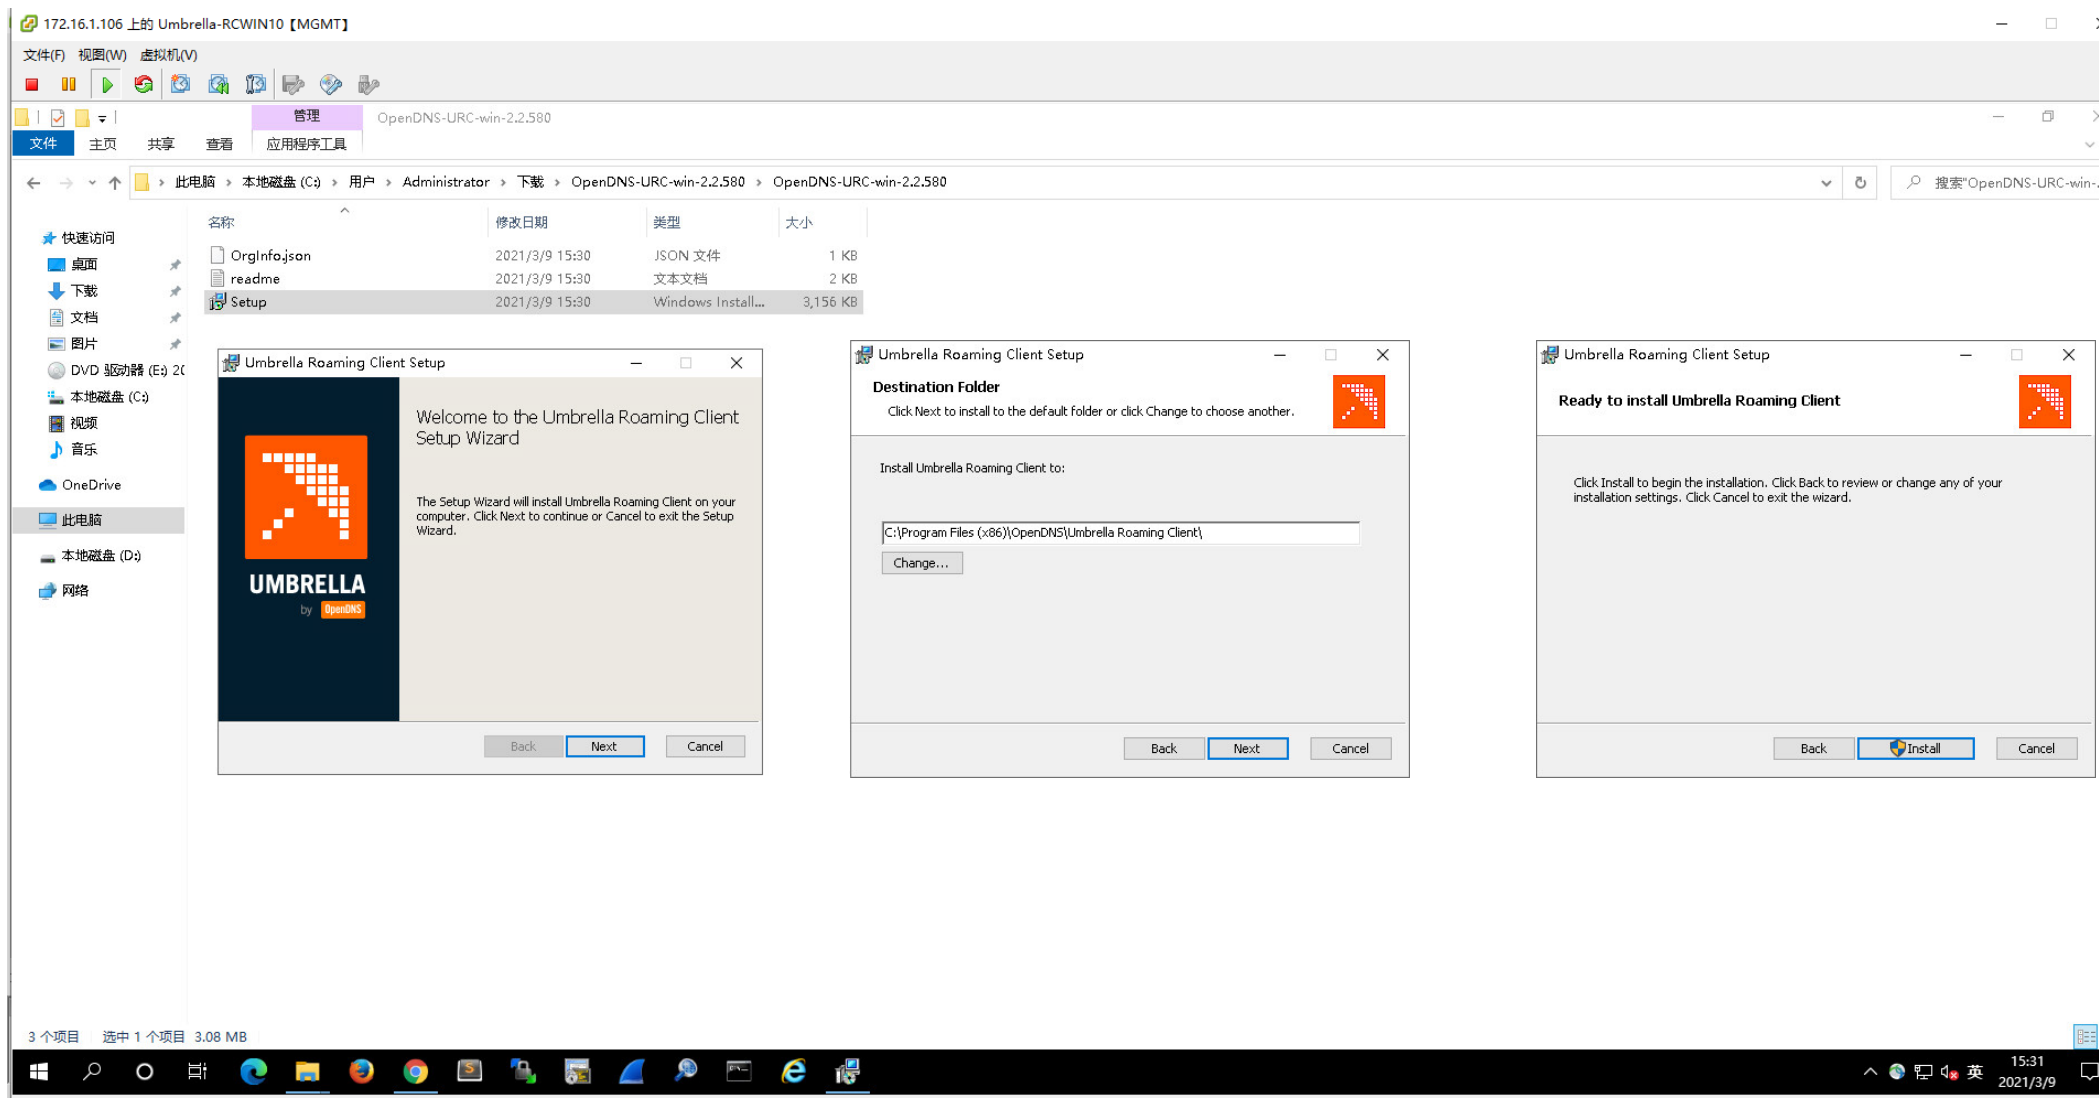 172.16.1.106 上的 Umbrella-RCWIN10【MGMT】
文件(F) 视图(W) 虚拟机(V)
管理 OpenDNS-URC-win-2.2.580
文件 主页 共享 查看 应用程序工具
此电脑 › 本地磁盘 (C:) › 用户 › Administrator › 下载 › OpenDNS-URC-win-2.2.580 › OpenDNS-URC-win-2.2.580
搜索"OpenDNS-URC-win-
名称 修改日期 类型 大小
OrgInfo.json 2021/3/9 15:30 JSON 文件 1 KB
readme 2021/3/9 15:30 文本文档 2 KB
Setup 2021/3/9 15:30 Windows Install... 3,156 KB
快速访问
桌面
下载
文档
图片
DVD 驱动器 (E:) 20
本地磁盘 (C:)
视频
音乐
OneDrive
此电脑
本地磁盘 (D:)
网络
Umbrella Roaming Client Setup
Welcome to the Umbrella Roaming Client
Setup Wizard
The Setup Wizard will install Umbrella Roaming Client on your
computer. Click Next to continue or Cancel to exit the Setup
Wizard.
UMBRELLA
by OpenDNS
Back Next Cancel
Umbrella Roaming Client Setup
Destination Folder
Click Next to install to the default folder or click Change to choose another.
Install Umbrella Roaming Client to:
C:\Program Files (x86)\OpenDNS\Umbrella Roaming Client\
Change...
Back Next Cancel
Umbrella Roaming Client Setup
Ready to install Umbrella Roaming Client
Click Install to begin the installation. Click Back to review or change any of your
installation settings. Click Cancel to exit the wizard.
Back Install Cancel
3 个项目 选中 1 个项目 3.08 MB
英
15:31
2021/3/9